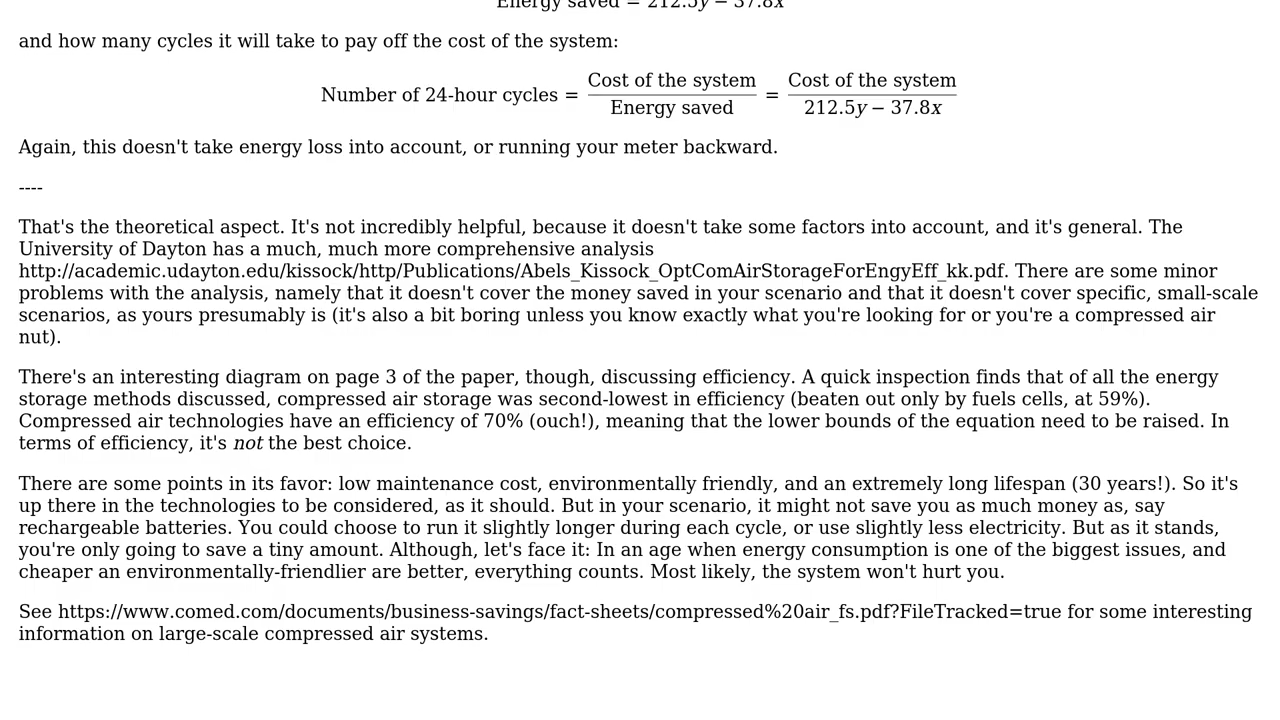 Energy saved = 212.5y − 37.8x
and how many cycles it will take to pay off the cost of the system:
Number of 24-hour cycles = Cost of the system / Energy saved = Cost of the system / 212.5y − 37.8x
Again, this doesn't take energy loss into account, or running your meter backward.
----
That's the theoretical aspect. It's not incredibly helpful, because it doesn't take some factors into account, and it's general. The
University of Dayton has a much, much more comprehensive analysis
http://academic.udayton.edu/kissock/http/Publications/Abels_Kissock_OptComAirStorageForEngyEff_kk.pdf. There are some minor
problems with the analysis, namely that it doesn't cover the money saved in your scenario and that it doesn't cover specific, small-scale
scenarios, as yours presumably is (it's also a bit boring unless you know exactly what you're looking for or you're a compressed air
nut).
There's an interesting diagram on page 3 of the paper, though, discussing efficiency. A quick inspection finds that of all the energy
storage methods discussed, compressed air storage was second-lowest in efficiency (beaten out only by fuels cells, at 59%).
Compressed air technologies have an efficiency of 70% (ouch!), meaning that the lower bounds of the equation need to be raised. In
terms of efficiency, it's not the best choice.
There are some points in its favor: low maintenance cost, environmentally friendly, and an extremely long lifespan (30 years!). So it's
up there in the technologies to be considered, as it should. But in your scenario, it might not save you as much money as, say
rechargeable batteries. You could choose to run it slightly longer during each cycle, or use slightly less electricity. But as it stands,
you're only going to save a tiny amount. Although, let's face it: In an age when energy consumption is one of the biggest issues, and
cheaper an environmentally-friendlier are better, everything counts. Most likely, the system won't hurt you.
See https://www.comed.com/documents/business-savings/fact-sheets/compressed%20air_fs.pdf?FileTracked=true for some interesting
information on large-scale compressed air systems.